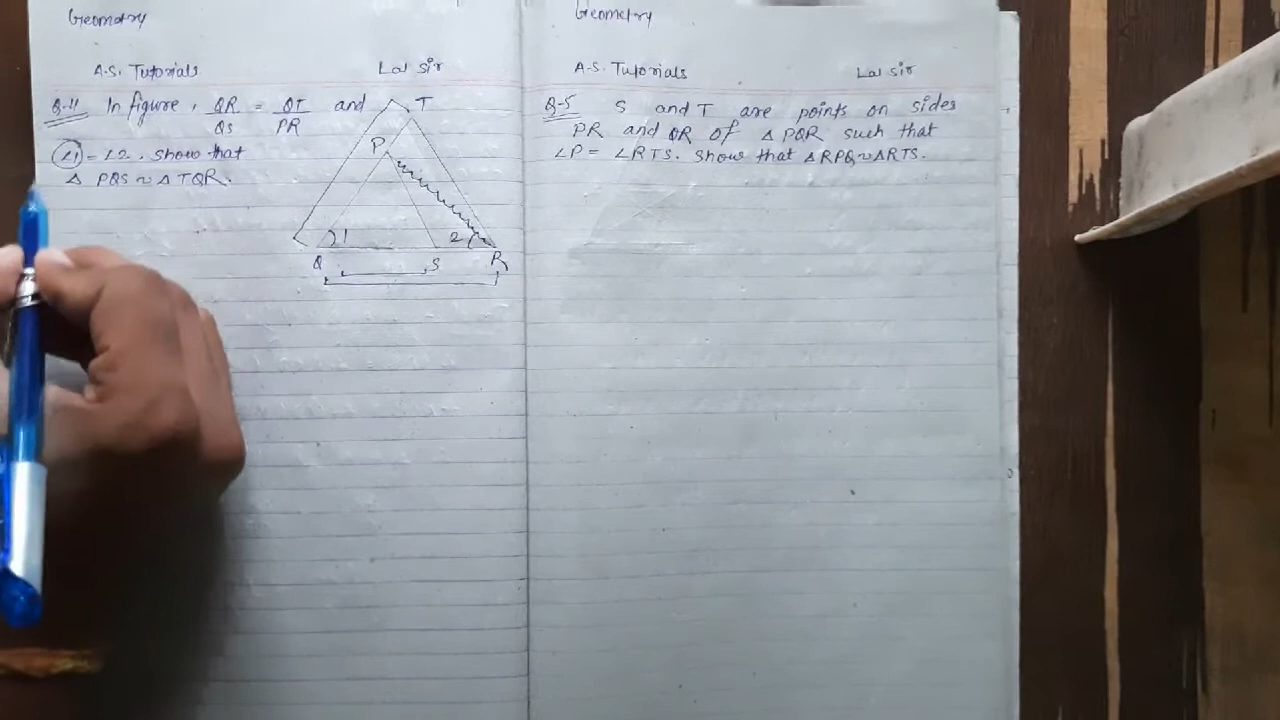 Geometry
A.S. Tutorials Lal sir
Q-4 In figure, QR/QS = QT/PR and
∠1 = ∠2, show that
Δ PQS ~ Δ TQR.
T
P
1 2
Q S R
Geometry
A.S. Tutorials Lal sir
Q-5 S and T are points on sides
PR and QR of Δ PQR such that
∠P = ∠RTS. Show that ΔRPQ ~ ΔRTS.